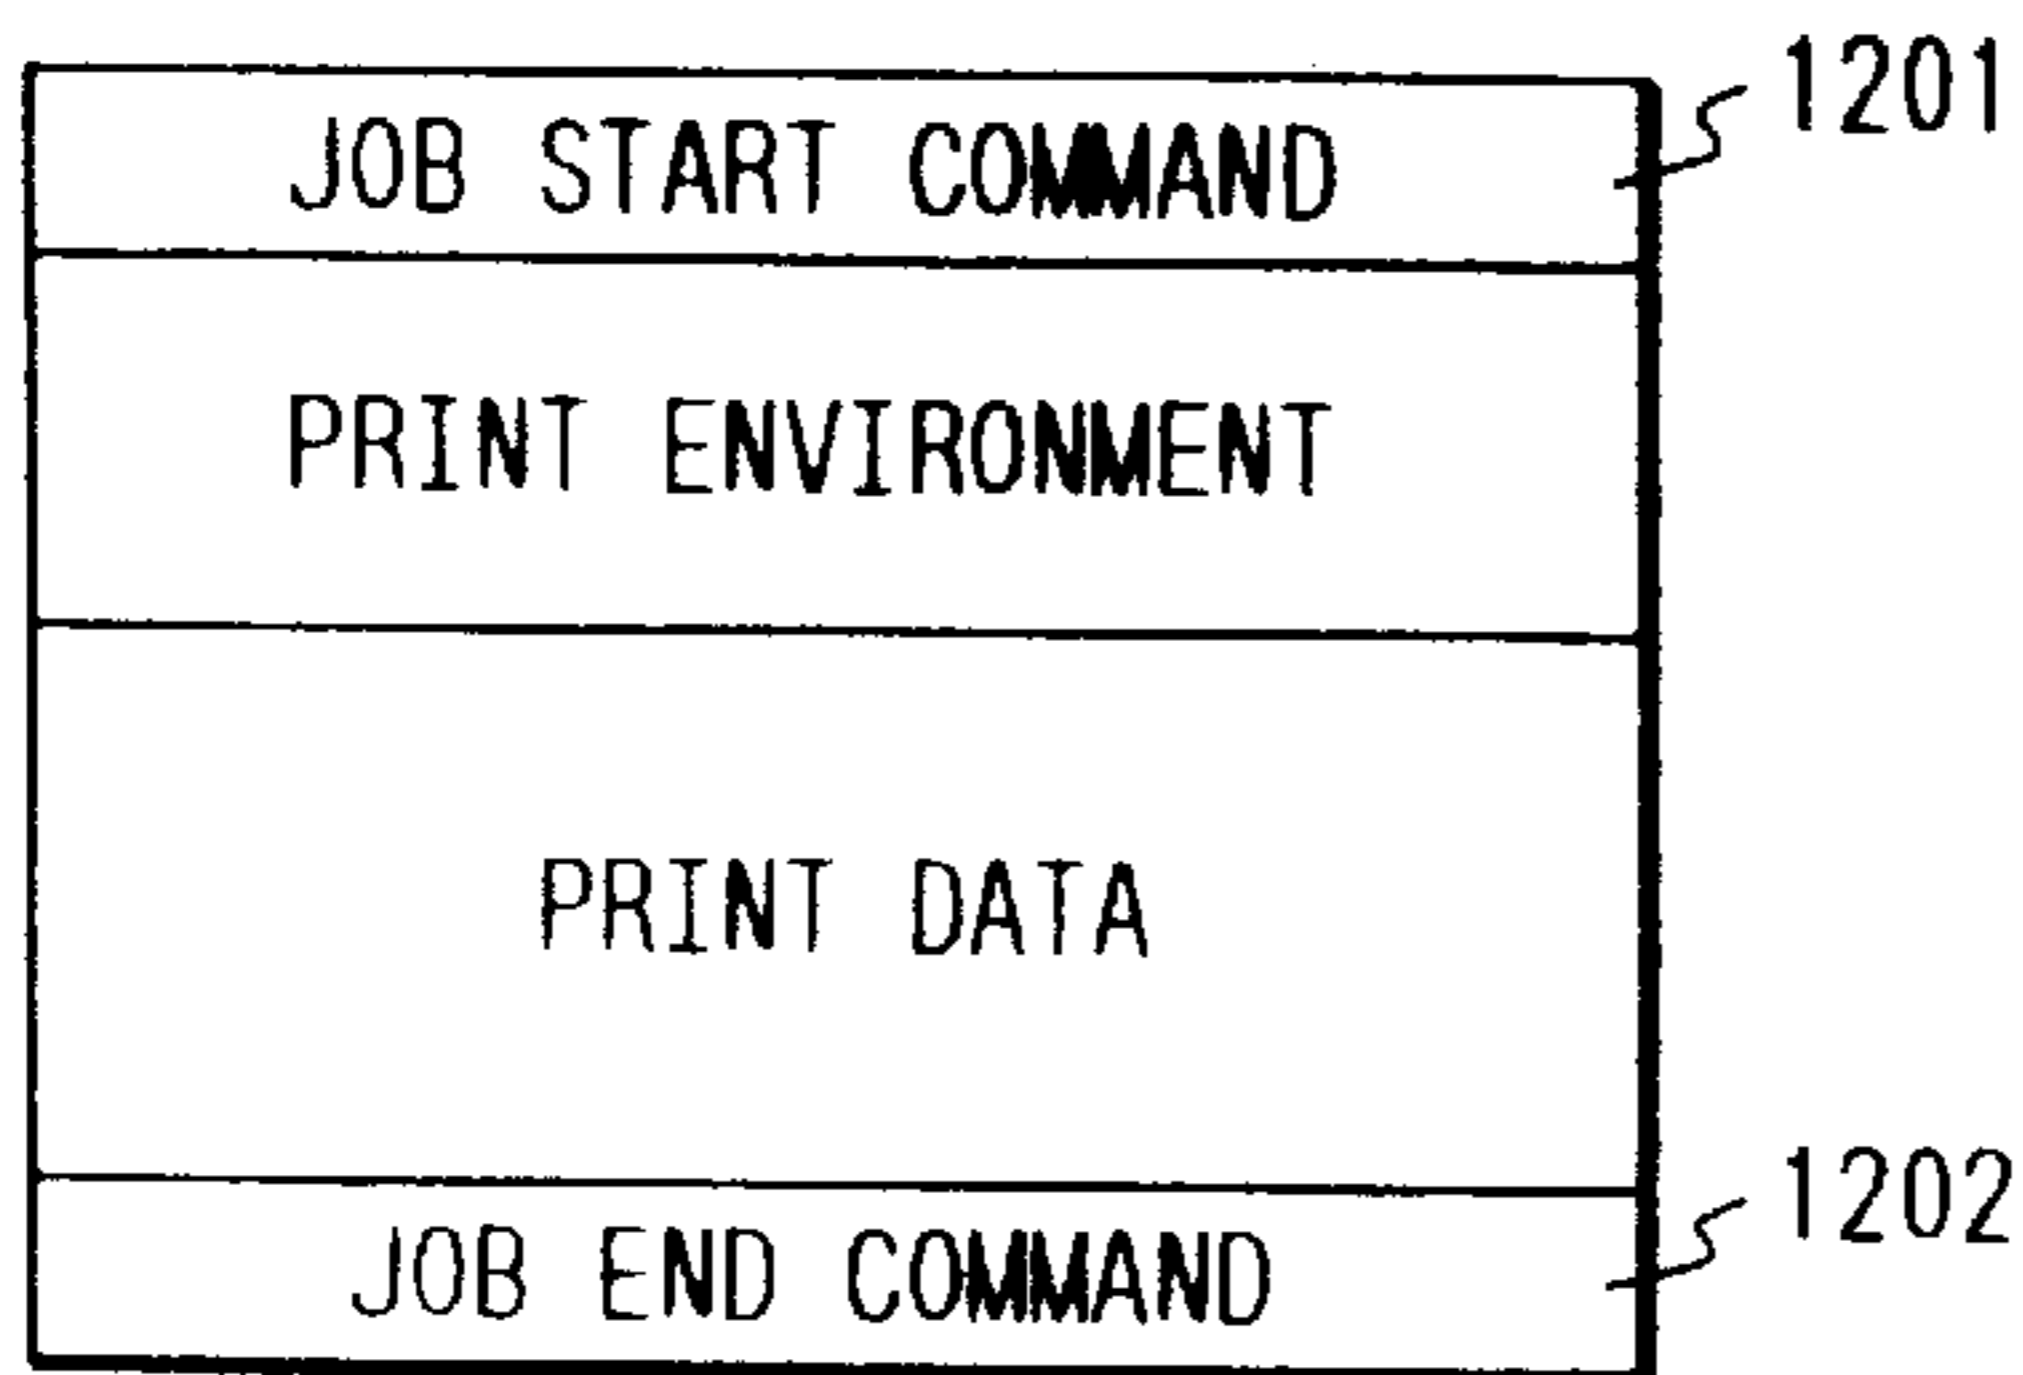 JOB START COMMAND 1201
PRINT ENVIRONMENT
PRINT DATA
JOB END COMMAND 1202